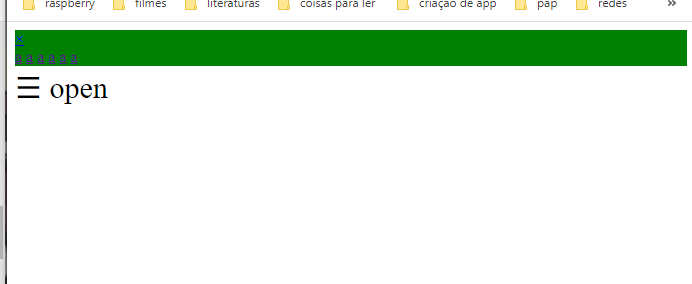 raspberry filmes literaturas coisas para ler criação de app pap redes »
×
a a a a a a
☰ open